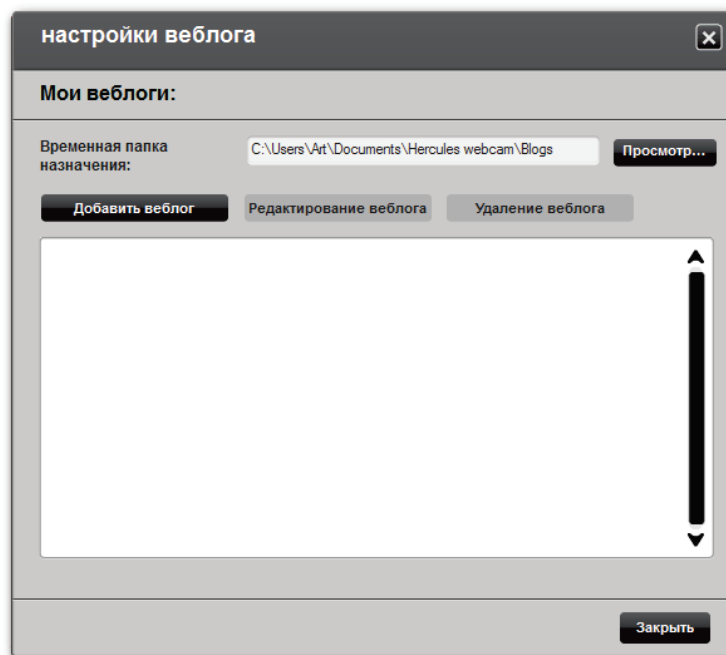 настройки веблога
Мои веблоги:
Временная папка
назначения:
C:\Users\Art\Documents\Hercules webcam\Blogs
Просмотр...
Добавить веблог
Редактирование веблога
Удаление веблога
Закрыть